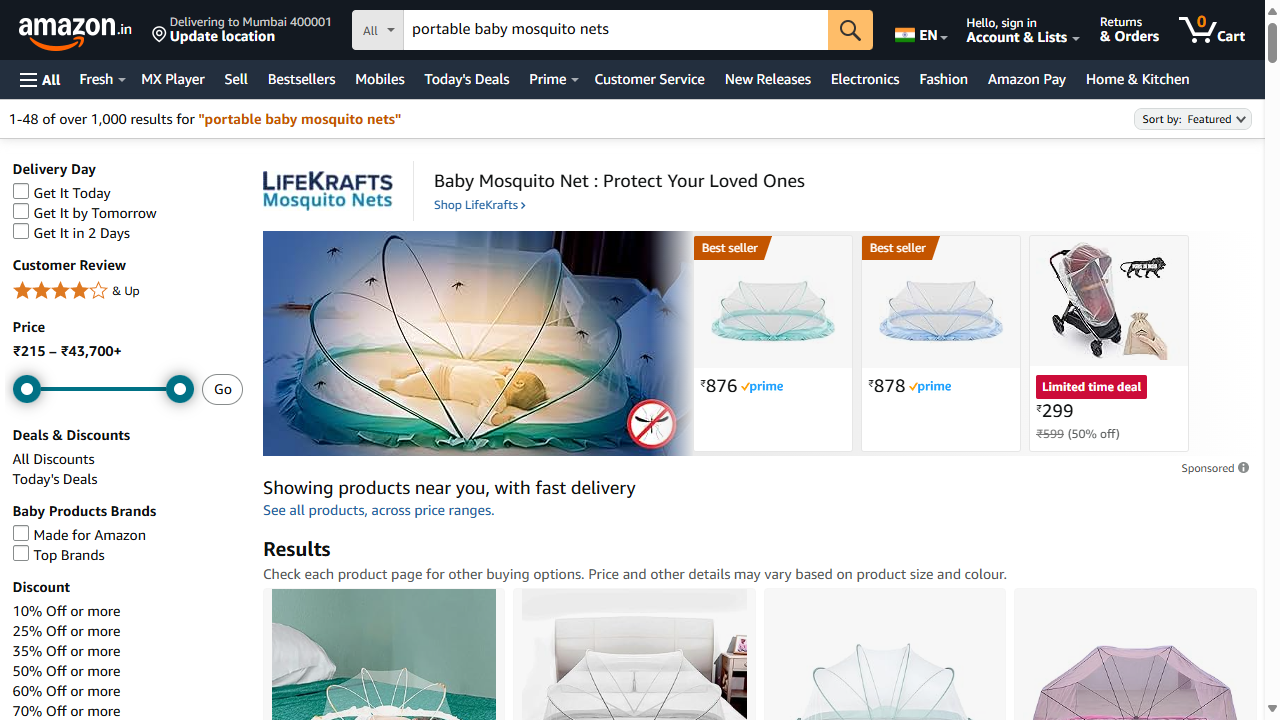 amazon.in
Delivering to Mumbai 400001
Update location
All
portable baby mosquito nets
EN
Hello, sign in
Account & Lists
Returns
& Orders
0
Cart
All
Fresh
MX Player
Sell
Bestsellers
Mobiles
Today's Deals
Prime
Customer Service
New Releases
Electronics
Fashion
Amazon Pay
Home & Kitchen
1-48 of over 1,000 results for "portable baby mosquito nets"
Sort by: Featured
Delivery Day
Get It Today
Get It by Tomorrow
Get It in 2 Days
Customer Review
& Up
Price
₹215 – ₹43,700+
Go
Deals & Discounts
All Discounts
Today's Deals
Baby Products Brands
Made for Amazon
Top Brands
Discount
10% Off or more
25% Off or more
35% Off or more
50% Off or more
60% Off or more
70% Off or more
LIFEKRAFTS
Mosquito Nets
Baby Mosquito Net : Protect Your Loved Ones
Shop LifeKrafts ›
Best seller
₹876 prime
Best seller
₹878 prime
Limited time deal
₹299
₹599 (50% off)
Sponsored
Showing products near you, with fast delivery
See all products, across price ranges.
Results
Check each product page for other buying options. Price and other details may vary based on product size and colour.